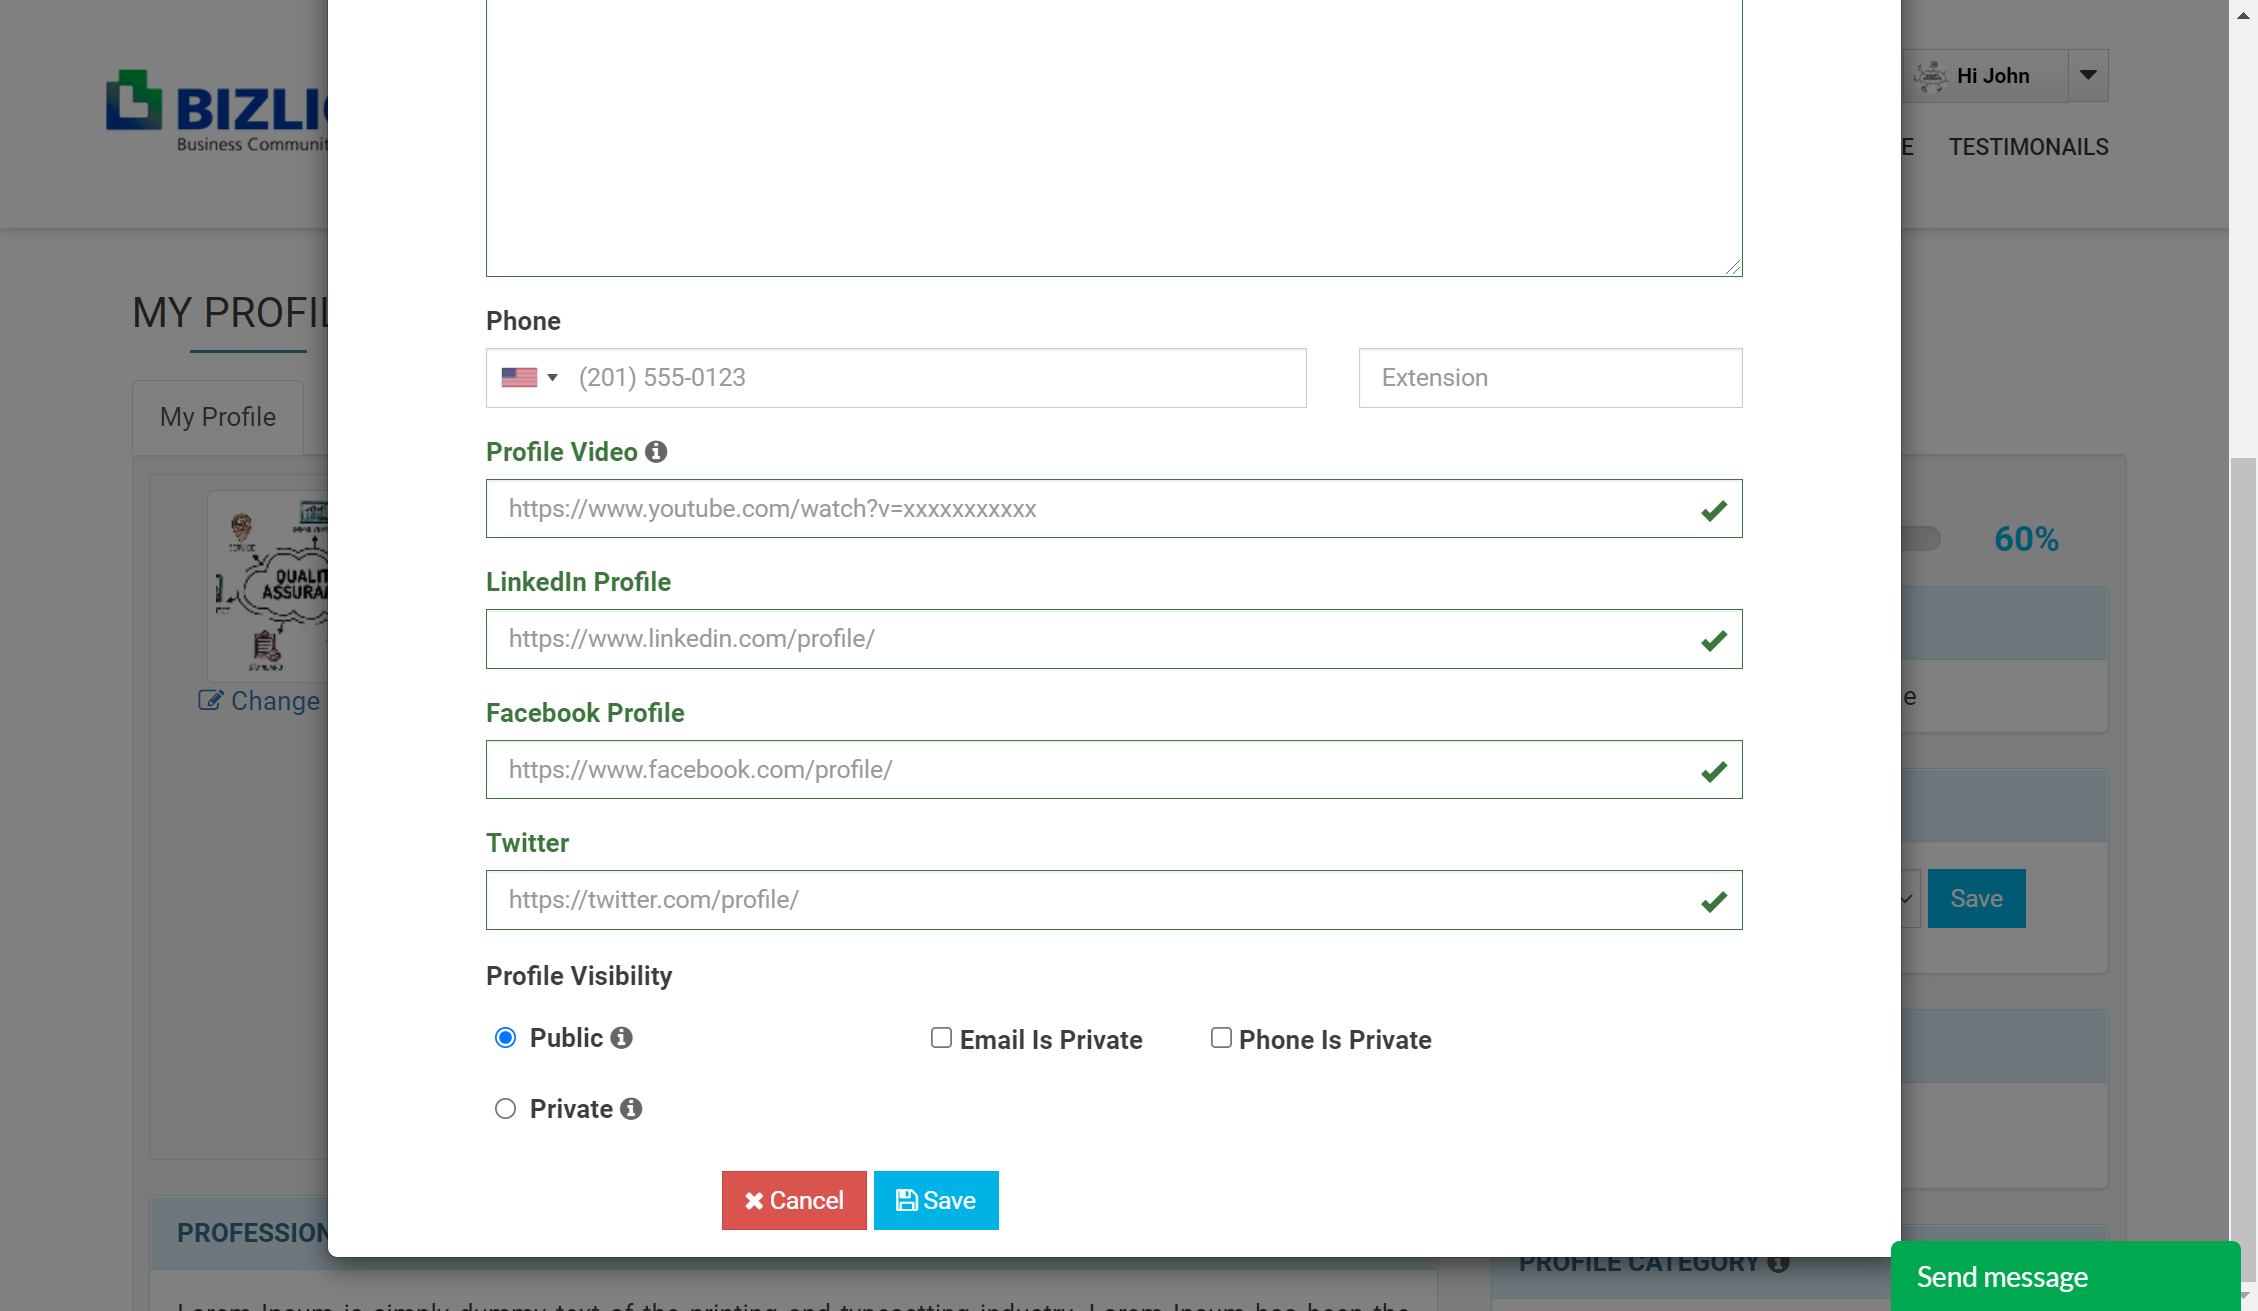 BIZLI
Business Communit
Hi John
E TESTIMONAILS
MY PROFIL
My Profile
QUALIT
ASSURA
Change
Phone
(201) 555-0123
Extension
Profile Video
https://www.youtube.com/watch?v=xxxxxxxxxxx
LinkedIn Profile
https://www.linkedin.com/profile/
Facebook Profile
https://www.facebook.com/profile/
Twitter
https://twitter.com/profile/
Profile Visibility
Public
Email Is Private
Phone Is Private
Private
Cancel
Save
60%
e
Save
PROFESSION
PROFILE CATEGORY
Lorem Ipsum is simply dummy text of the printing and typesetting industry. Lorem Ipsum has been the
Send message